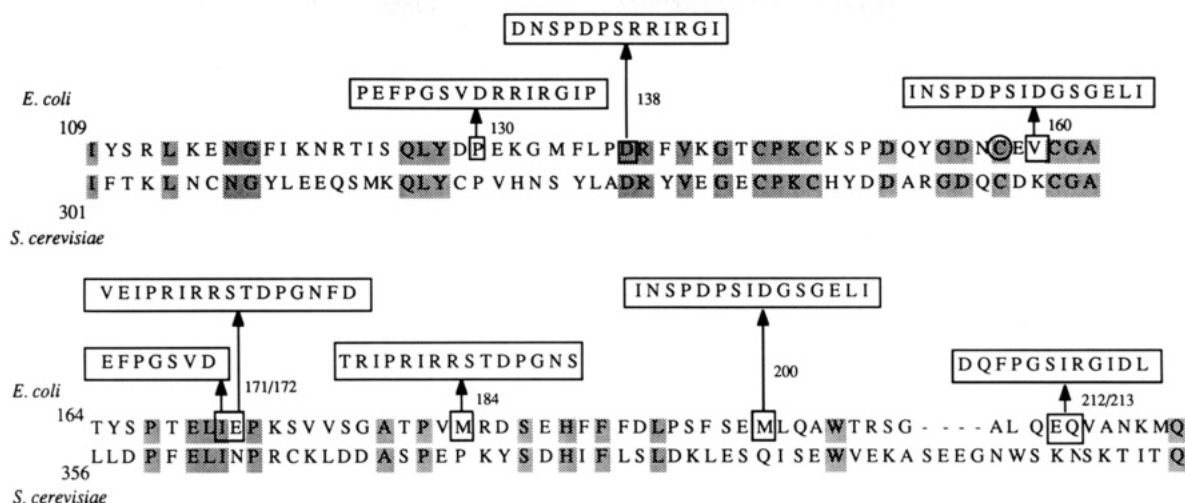 DNSPDPSRRIRGI
PEFPGSVDRRIRGIP
138
INSPDPSIDGSGELI
E. coli
130
160
109
IYSRLKENGFIKNRTISQLYDPEKGMFLPDRFVKGTCPKCKSPDQYGDNCEVCGA
IFTKLNCNGYLEEQSMKQLYCPVHNSYLADRYVEGECPKCHYDDARGDQCDKCGA
301
S. cerevisiae
VEIPRIRRSTDPGNFD
INSPDPSIDGSGELI
EFPGSVD
TRIPRIRRSTDPGNS
DQFPGSIRGIDL
E. coli
171/172
184
200
212/213
164
TYSPTELIEPKSVVSGATPVMRDSEHFFFDLPSFSEMLQAWTRSG----ALQEQVANKMQ
LLDPFELINPRCKLDDASPEPKYSDHIFLSLDKLESQISEWVEKASEEGNWSKNSKTITQ
356
S. cerevisiae